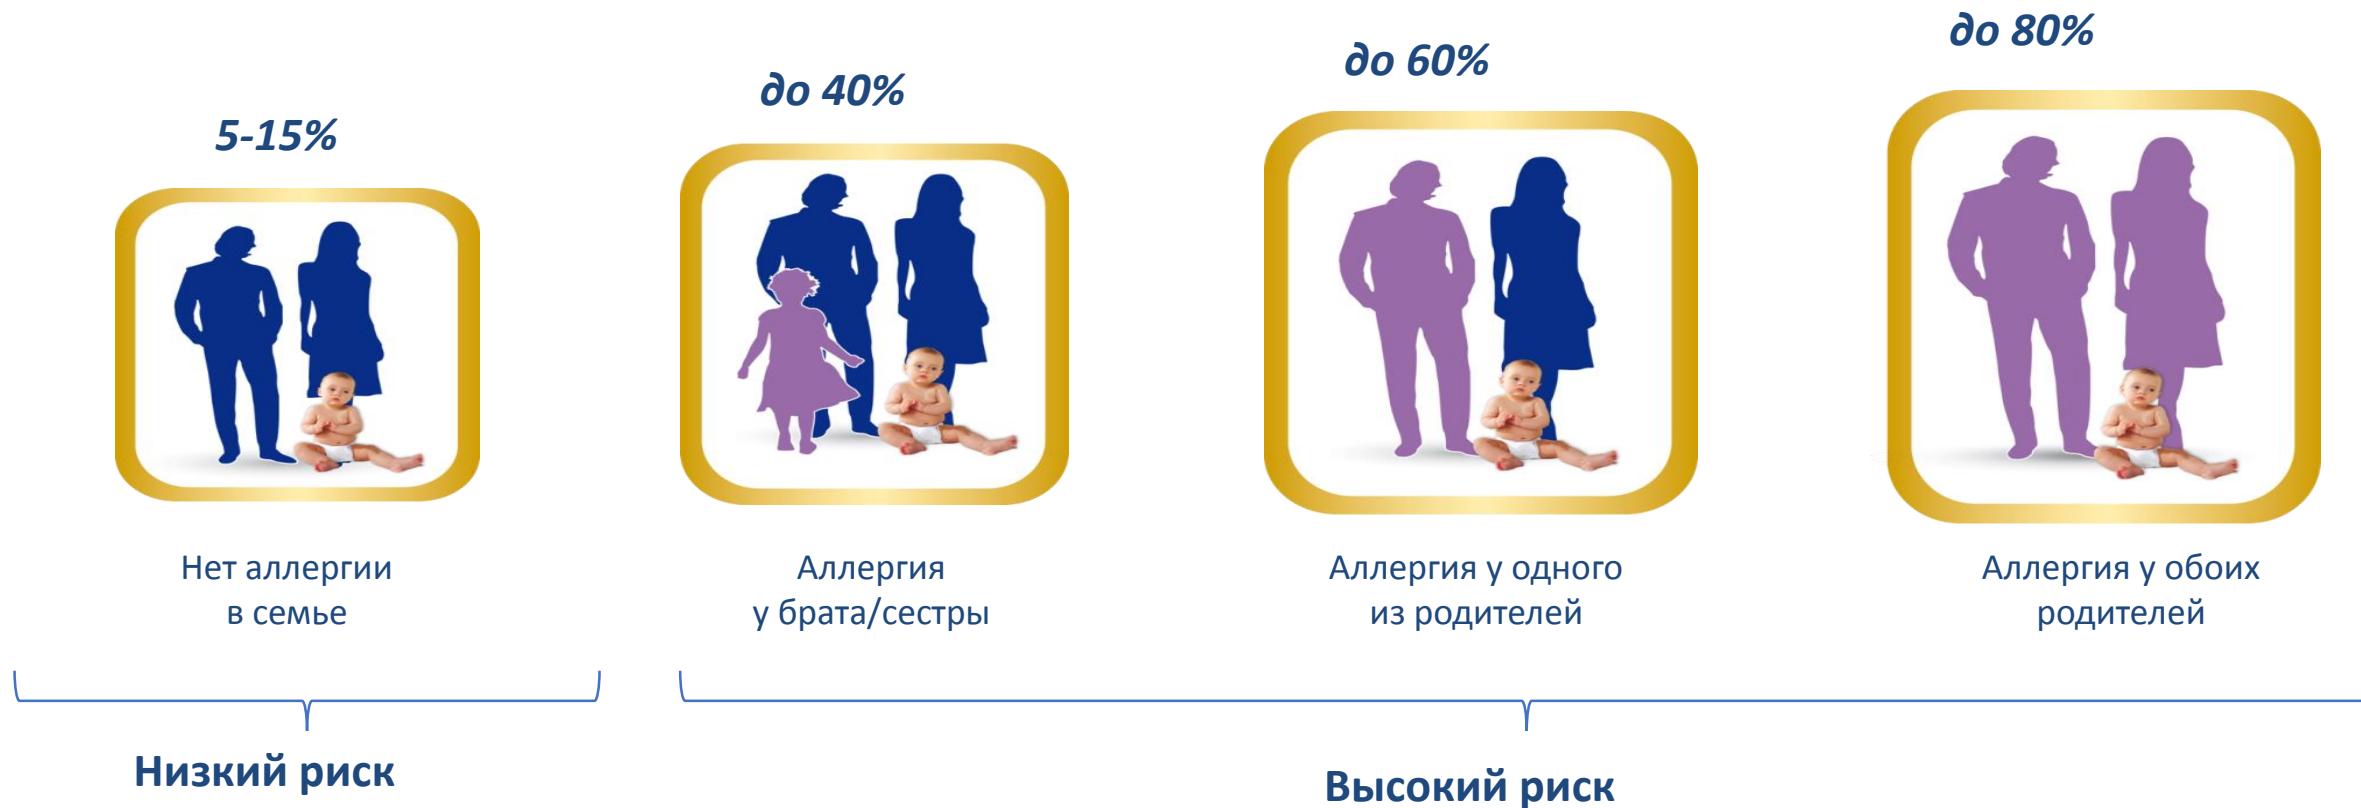 5-15%
до 40%
до 60%
до 80%
Нет аллергии
в семье
Аллергия
у брата/сестры
Аллергия у одного
из родителей
Аллергия у обоих
родителей
Низкий риск
Высокий риск